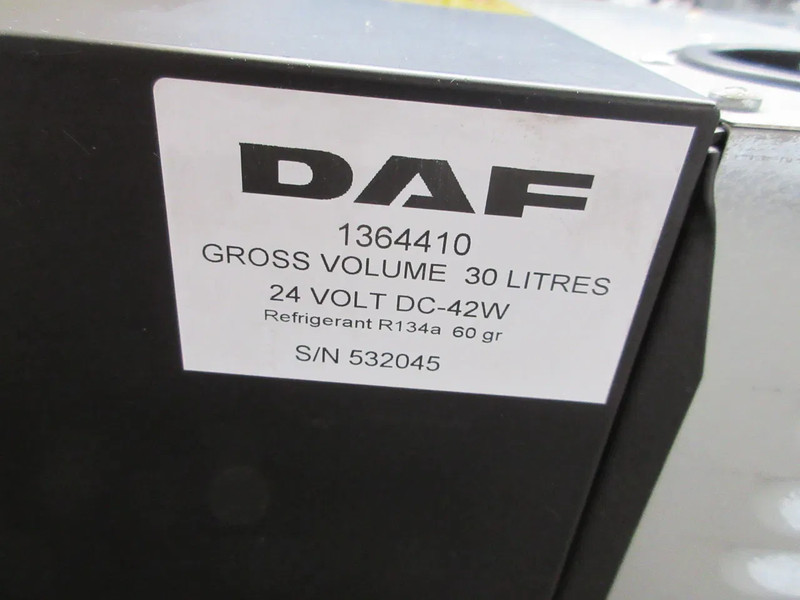 DAF
1364410
GROSS VOLUME 30 LITRES
24 VOLT DC-42W
Refrigerant R134a 60 gr
S/N 532045